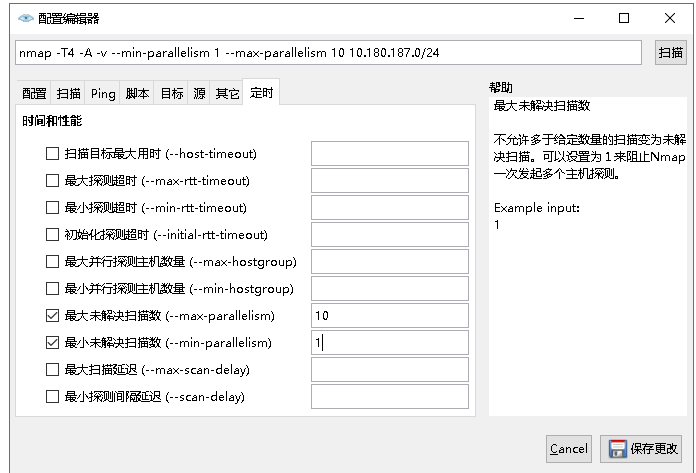 配置编辑器
nmap -T4 -A -v --min-parallelism 1 --max-parallelism 10 10.180.187.0/24
扫描
配置 扫描 Ping 脚本 目标 源 其它 定时
时间和性能
扫描目标最大用时 (--host-timeout)
最大探测超时 (--max-rtt-timeout)
最小探测超时 (--min-rtt-timeout)
初始化探测超时 (--initial-rtt-timeout)
最大并行探测主机数量 (--max-hostgroup)
最小并行探测主机数量 (--min-hostgroup)
最大未解决扫描数 (--max-parallelism) 10
最小未解决扫描数 (--min-parallelism) 1
最大扫描延迟 (--max-scan-delay)
最小探测间隔延迟 (--scan-delay)
帮助
最大未解决扫描数
不允许多于给定数量的扫描变为未解
决扫描。可以设置为 1 来阻止Nmap
一次发起多个主机探测。
Example input:
1
Cancel
保存更改